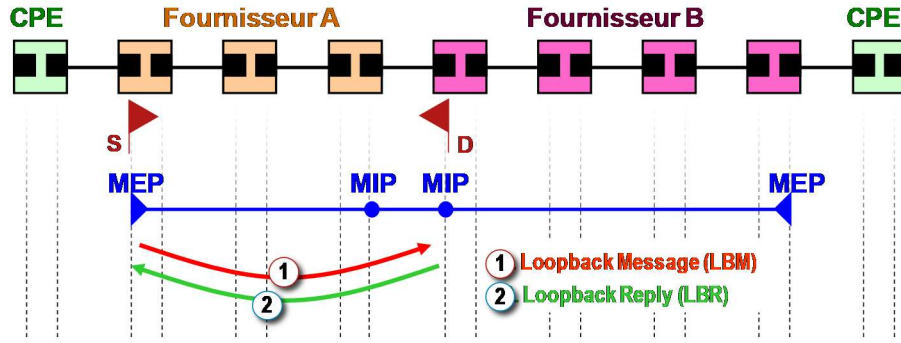 CPE Fournisseur A Fournisseur B CPE
S D
MEP MIP MIP MEP
1 1 Loopback Message (LBM)
2 2 Loopback Reply (LBR)